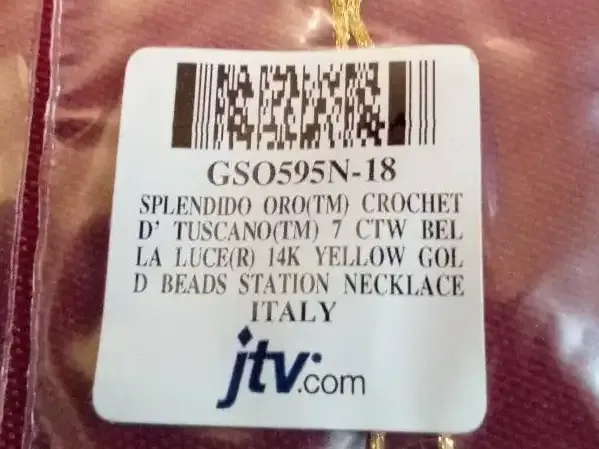 GSO595N-18
SPLENDIDO ORO(TM) CROCHET
D' TUSCANO(TM) 7 CTW BEL
LA LUCE(R) 14K YELLOW GOL
D BEADS STATION NECKLACE
ITALY
jtv.com